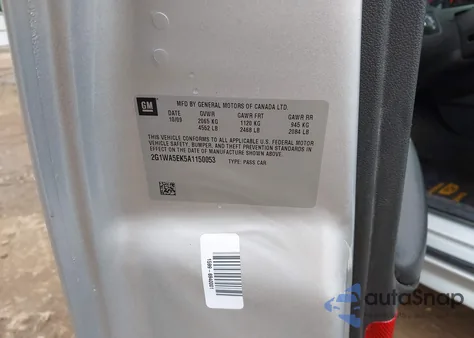 GM
MFD BY GENERAL MOTORS OF CANADA LTD.
DATE GVWR GAWR FRT GAWR RR
10/09 2065 KG 1120 KG 945 KG
4552 LB 2469 LB 2084 LB
THIS VEHICLE CONFORMS TO ALL APPLICABLE U.S. FEDERAL MOTOR
VEHICLE SAFETY, BUMPER, AND THEFT PREVENTION STANDARDS IN
EFFECT ON THE DATE OF MANUFACTURE SHOWN ABOVE.
2G1WA5EK5A1150053 TYPE: PASS CAR
autoSnap